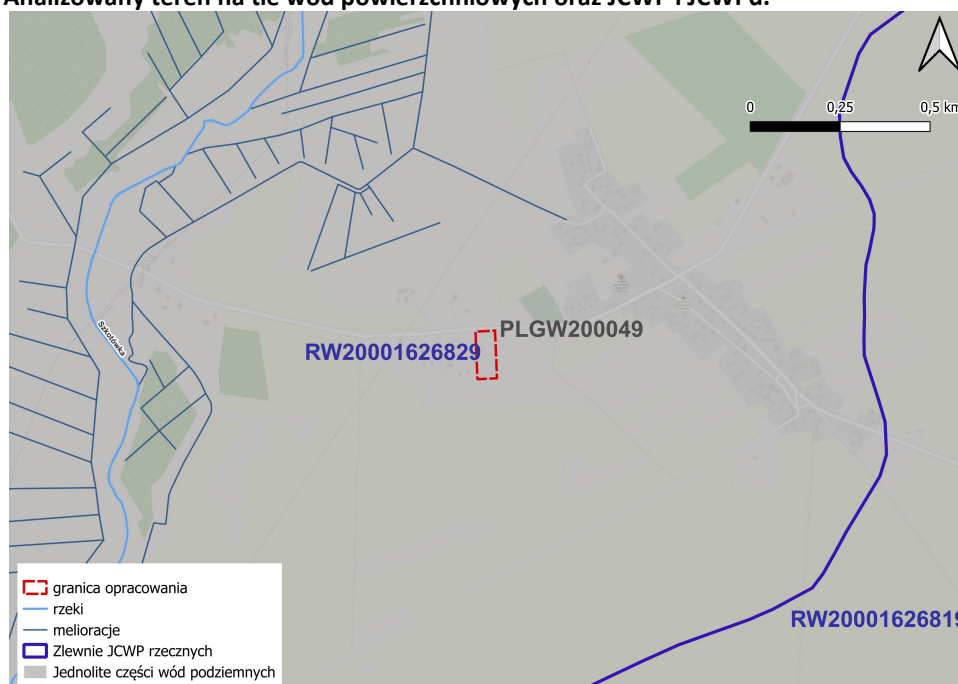 Analizowany teren na tle wód powierzchniowych oraz JCWP i JCWPd.
0 0,25 0,5 km
Szkotówka
PLGW200049
RW20001626829
RW20001626819
granica opracowania
rzeki
melioracje
Zlewnie JCWP rzecznych
Jednolite części wód podziemnych